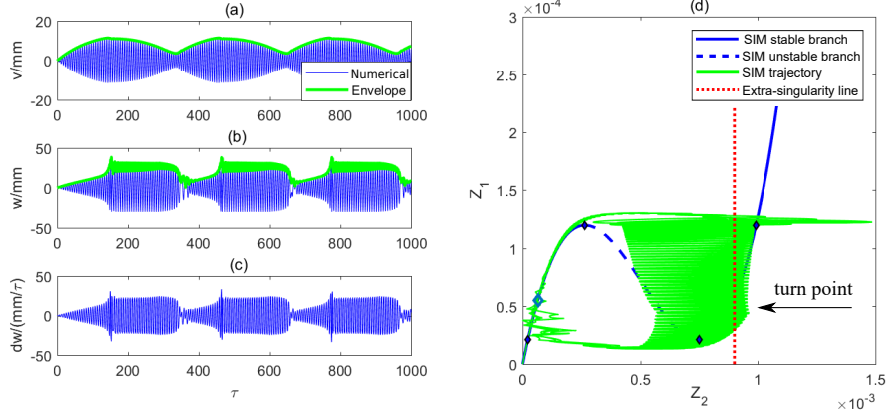 (a)
v/mm
20
0
20
0
200
400
600
800
1000
Numerical
Envelope
(b)
w/mm
50
0
-50
0
200
400
600
800
1000
(c)
dw/(mm/τ)
50
0
-50
0
200
400
600
800
1000
τ
(d)
×10⁻⁴
Z₁
3
2.5
2
1.5
1
0.5
0
SIM stable branch
SIM unstable branch
SIM trajectory
Extra-singularity line
turn point
0
0.5
1
1.5
Z₂
×10⁻³